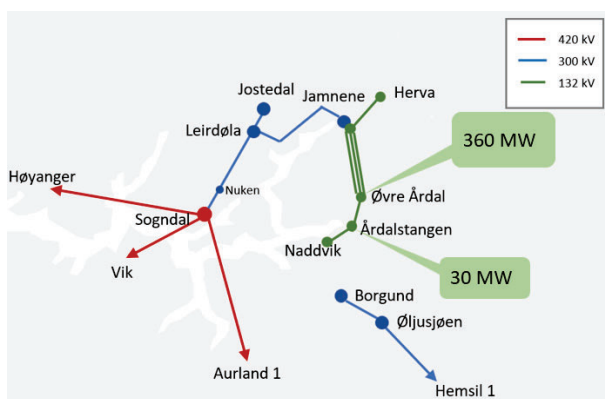 420 kV
300 kV
132 kV
Jostedal
Jamnene
Herva
Leirdøla
360 MW
Høyanger
Nuken
Øvre Årdal
Sogndal
Årdalstangen
Naddvik
Vik
30 MW
Borgund
Øljusjøen
Aurland 1
Hemsil 1